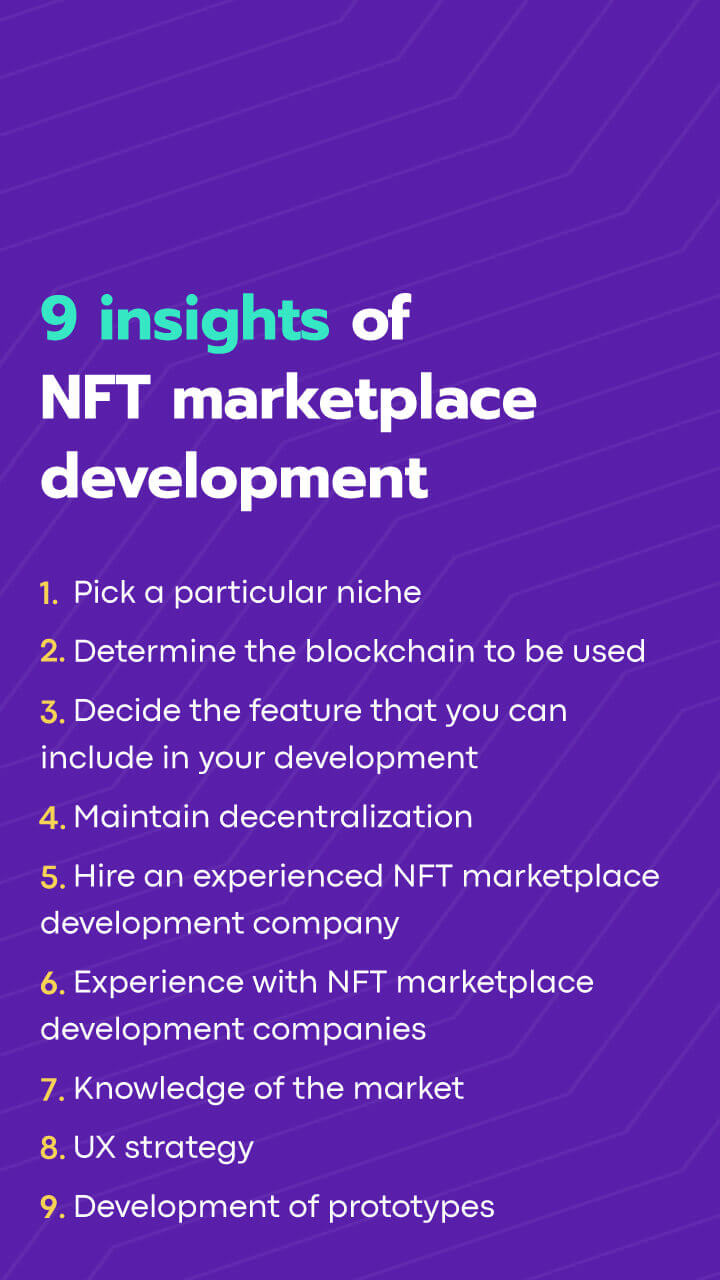 9 insights of
NFT marketplace
development
1. Pick a particular niche
2. Determine the blockchain to be used
3. Decide the feature that you can
include in your development
4. Maintain decentralization
5. Hire an experienced NFT marketplace
development company
6. Experience with NFT marketplace
development companies
7. Knowledge of the market
8. UX strategy
9. Development of prototypes